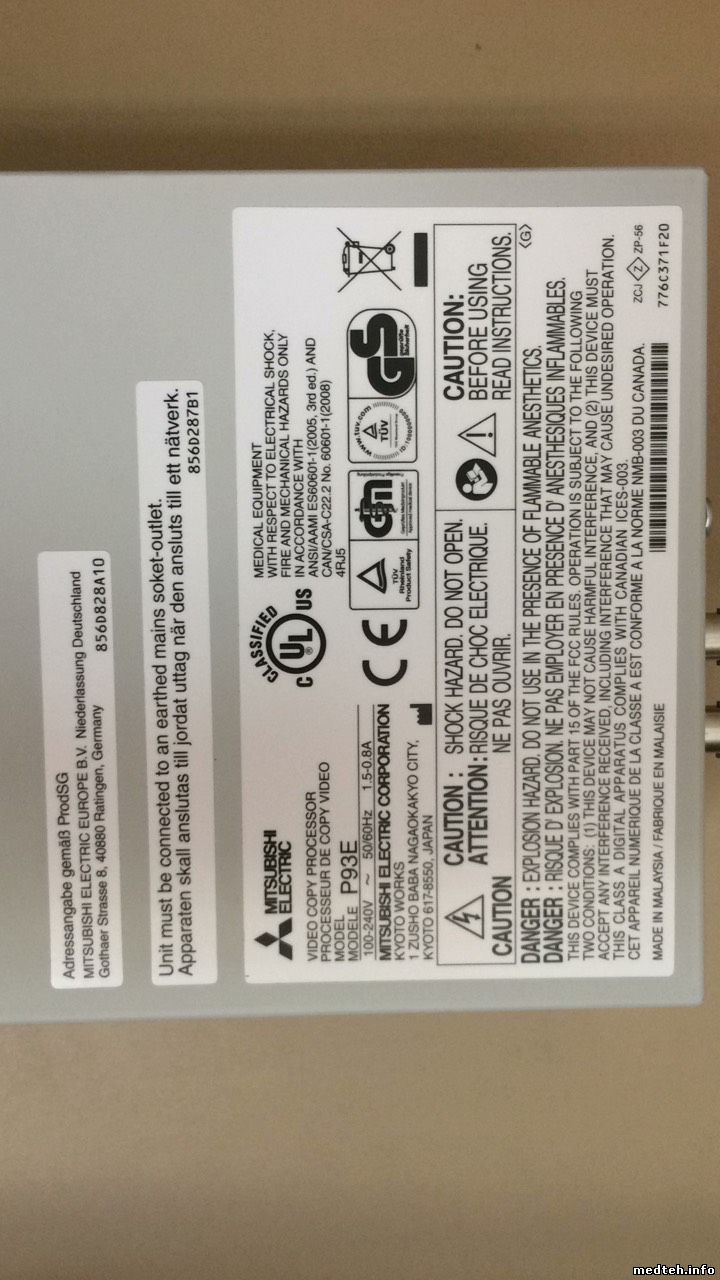 Adressangabe gemäß ProdSG
MITSUBISHI ELECTRIC EUROPE B.V. Niederlassung Deutschland
Gothaer Strasse 8, 40880 Ratingen, Germany 856D828A10
Unit must be connected to an earthed mains soket-outlet.
Apparaten skall anslutas till jordat uttag när den ansluts till ett nätverk.
856D287B1
MITSUBISHI
ELECTRIC
VIDEO COPY PROCESSOR
PROCESSEUR DE COPY VIDEO
MODEL
MODELE P93E
100-240V ~ 50/60Hz 1.5-0.8A
MITSUBISHI ELECTRIC CORPORATION
KYOTO WORKS
1 ZUSHO BABA NAGAOKAKYO CITY,
KYOTO 617-8550, JAPAN
CLASSIFIED
C UL US
MEDICAL EQUIPMENT
WITH RESPECT TO ELECTRICAL SHOCK,
FIRE AND MECHANICAL HAZARDS ONLY
IN ACCORDANCE WITH
ANSI/AAMI ES60601-1(2005, 3rd ed.) AND
CAN/CSA-C22.2 No. 60601-1(2008)
4RJ5
CE
TÜV
Rheinland
Product Safety
www.tuv.com
TÜV
GS
geprüfte
Sicherheit
CAUTION
CAUTION : SHOCK HAZARD. DO NOT OPEN.
ATTENTION: RISQUE DE CHOC ELECTRIQUE.
NE PAS OUVRIR.
CAUTION:
BEFORE USING
READ INSTRUCTIONS.
DANGER : EXPLOSION HAZARD. DO NOT USE IN THE PRESENCE OF FLAMMABLE ANESTHETICS.
<G>
DANGER : RISQUE D' EXPLOSION. NE PAS EMPLOYER EN PRESENCE D' ANESTHESIQUES INFLAMMABLES.
THIS DEVICE COMPLIES WITH PART 15 OF THE FCC RULES. OPERATION IS SUBJECT TO THE FOLLOWING
TWO CONDITIONS: (1) THIS DEVICE MAY NOT CAUSE HARMFUL INTERFERENCE, AND (2) THIS DEVICE MUST
ACCEPT ANY INTERFERENCE RECEIVED, INCLUDING INTERFERENCE THAT MAY CAUSE UNDESIRED OPERATION.
THIS CLASS A DIGITAL APPARATUS COMPLIES WITH CANADIAN ICES-003.
CET APPAREIL NUMERIQUE DE LA CLASSE A EST CONFORME A LA NORME NMB-003 DU CANADA.
ZCJ Z ZP-56
MADE IN MALAYSIA / FABRIQUE EN MALAISIE
776C371F20
medteh.info